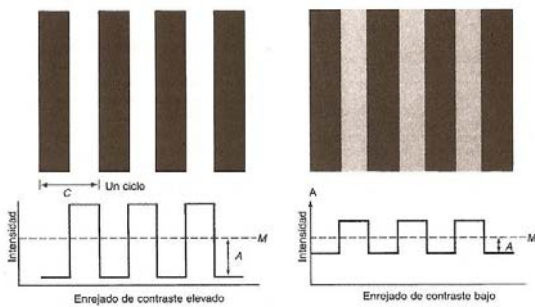 C
Un ciclo
A
Intensidad
M
A
Enrejado de contraste elevado
Intensidad
M
A
Enrejado de contraste bajo